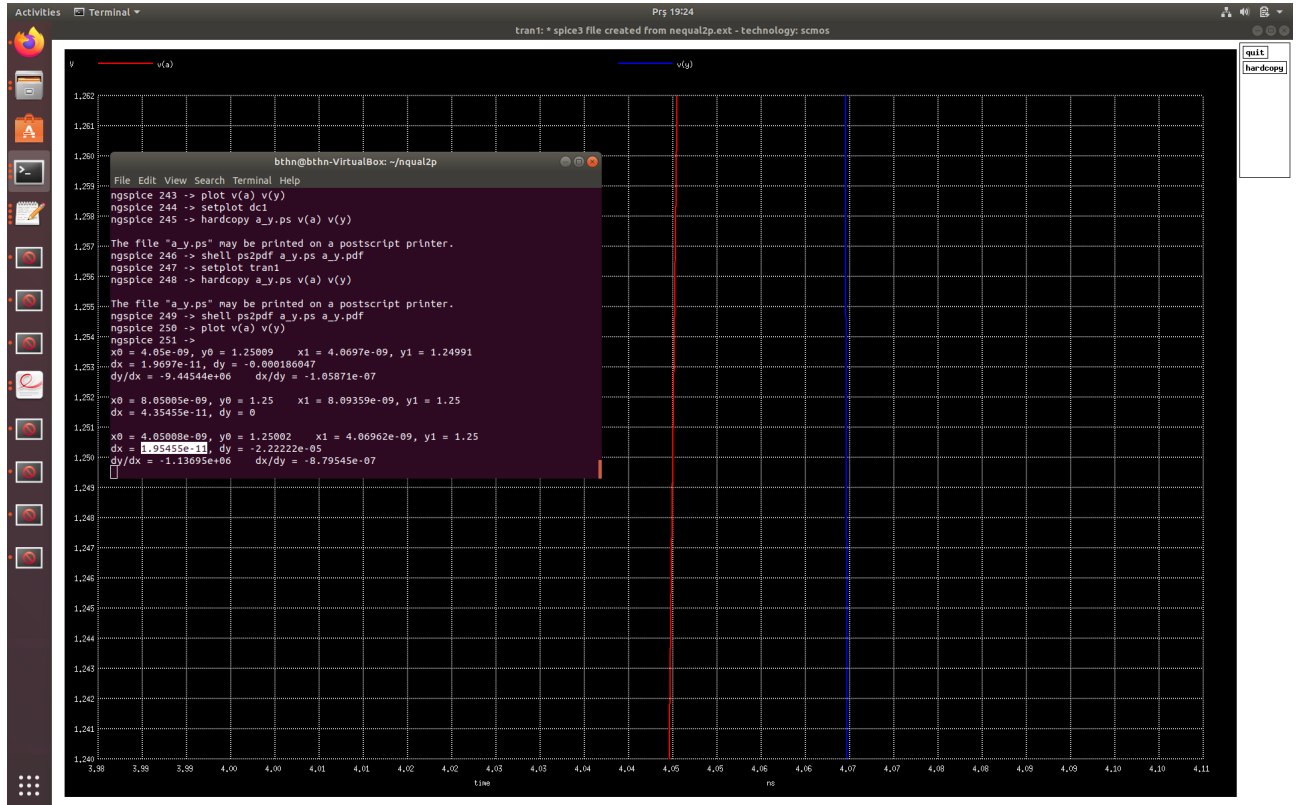 Activities Terminal Prş 19:24
tran1: * spice3 file created from nequal2p.ext - technology: scmos
quit
hardcopy
V v(a) v(y)
1.262
1.261
1.260
1.259
1.258
1.257
1.256
1.255
1.254
1.253
1.252
1.251
1.250
1.249
1.248
1.247
1.246
1.245
1.244
1.243
1.242
1.241
1.240
bthn@bthn-VirtualBox: ~/nqual2p
File Edit View Search Terminal Help
ngspice 243 -> plot v(a) v(y)
ngspice 244 -> setplot dc1
ngspice 245 -> hardcopy a_y.ps v(a) v(y)
The file "a_y.ps" may be printed on a postscript printer.
ngspice 246 -> shell ps2pdf a_y.ps a_y.pdf
ngspice 247 -> setplot tran1
ngspice 248 -> hardcopy a_y.ps v(a) v(y)
The file "a_y.ps" may be printed on a postscript printer.
ngspice 249 -> shell ps2pdf a_y.ps a_y.pdf
ngspice 250 -> plot v(a) v(y)
ngspice 251 ->
x0 = 4.05e-09, y0 = 1.25009 x1 = 4.0697e-09, y1 = 1.24991
dx = 1.9697e-11, dy = -0.000186047
dy/dx = -9.44544e+06 dx/dy = -1.05871e-07
x0 = 8.05005e-09, y0 = 1.25 x1 = 8.09359e-09, y1 = 1.25
dx = 4.35455e-11, dy = 0
x0 = 4.05008e-09, y0 = 1.25002 x1 = 4.06962e-09, y1 = 1.25
dx = 1.95455e-11, dy = -2.22222e-05
dy/dx = -1.13695e+06 dx/dy = -8.79545e-07
3.98 3.99 3.99 4.00 4.00 4.01 4.01 4.02 4.02 4.03 4.03 4.04 4.04 4.05 4.05 4.06 4.06 4.07 4.07 4.08 4.08 4.09 4.09 4.10 4.10 4.11
time ns